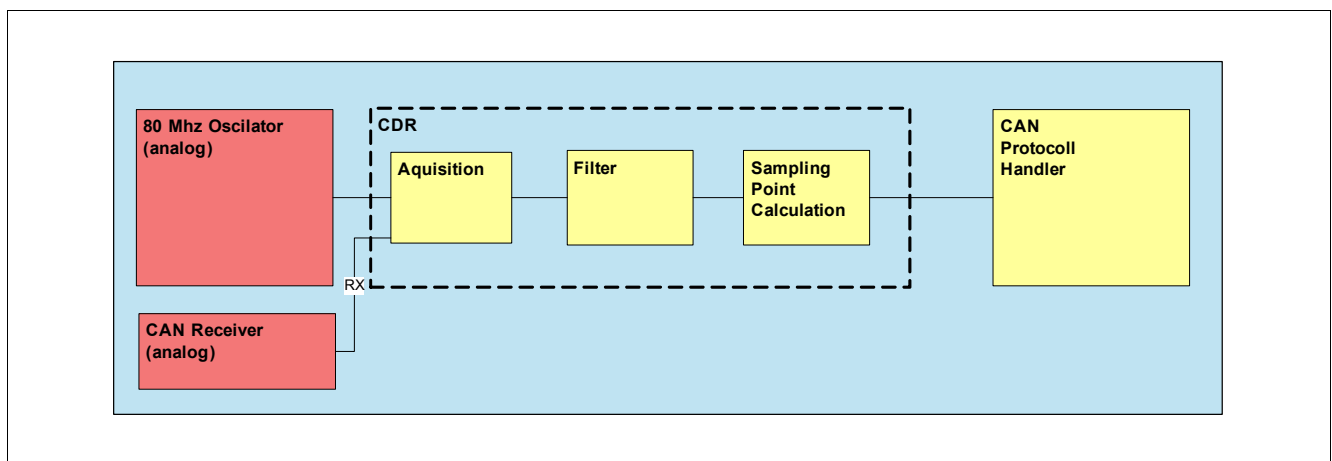 80 Mhz Oscilator
(analog)
CDR
Aquisition
Filter
Sampling
Point
Calculation
CAN
Protocoll
Handler
RX
CAN Receiver
(analog)